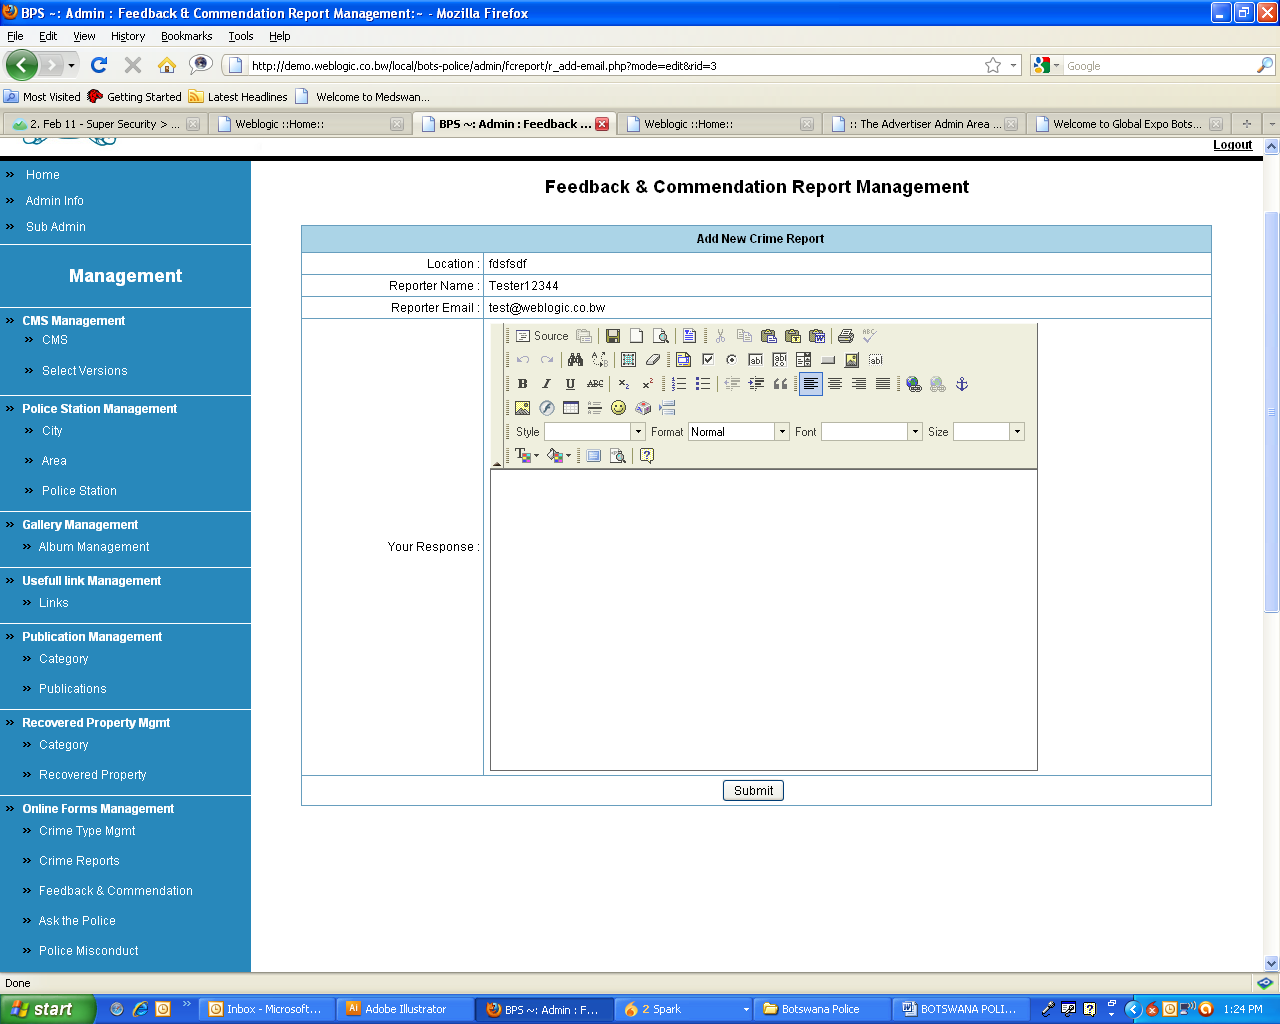 BPS ~: Admin : Feedback & Commendation Report Management:~ - Mozilla Firefox
File Edit View History Bookmarks Tools Help
http://demo.weblogic.co.bw/local/bots-police/admin/fcreport/r_add-email.php?mode=edit&rid=3
Google
Most Visited Getting Started Latest Headlines Welcome to Medswan...
2. Feb 11 - Super Security > ... Weblogic ::Home:: BPS ~: Admin : Feedback ... Weblogic ::Home:: :: The Advertiser Admin Area ... Welcome to Global Expo Bots...
Logout
Home
Admin Info
Sub Admin
Management
CMS Management
CMS
Select Versions
Police Station Management
City
Area
Police Station
Gallery Management
Album Management
Usefull link Management
Links
Publication Management
Category
Publications
Recovered Property Mgmt
Category
Recovered Property
Online Forms Management
Crime Type Mgmt
Crime Reports
Feedback & Commendation
Ask the Police
Police Misconduct
Feedback & Commendation Report Management
Add New Crime Report
Location : fdsfsdf
Reporter Name : Tester12344
Reporter Email : test@weblogic.co.bw
Source
B I U ABC
Style Format Normal Font Size
Your Response :
Submit
Done
start Inbox - Microsoft... Adobe Illustrator BPS ~: Admin : F... 2 Spark Botswana Police BOTSWANA POLI... 1:24 PM